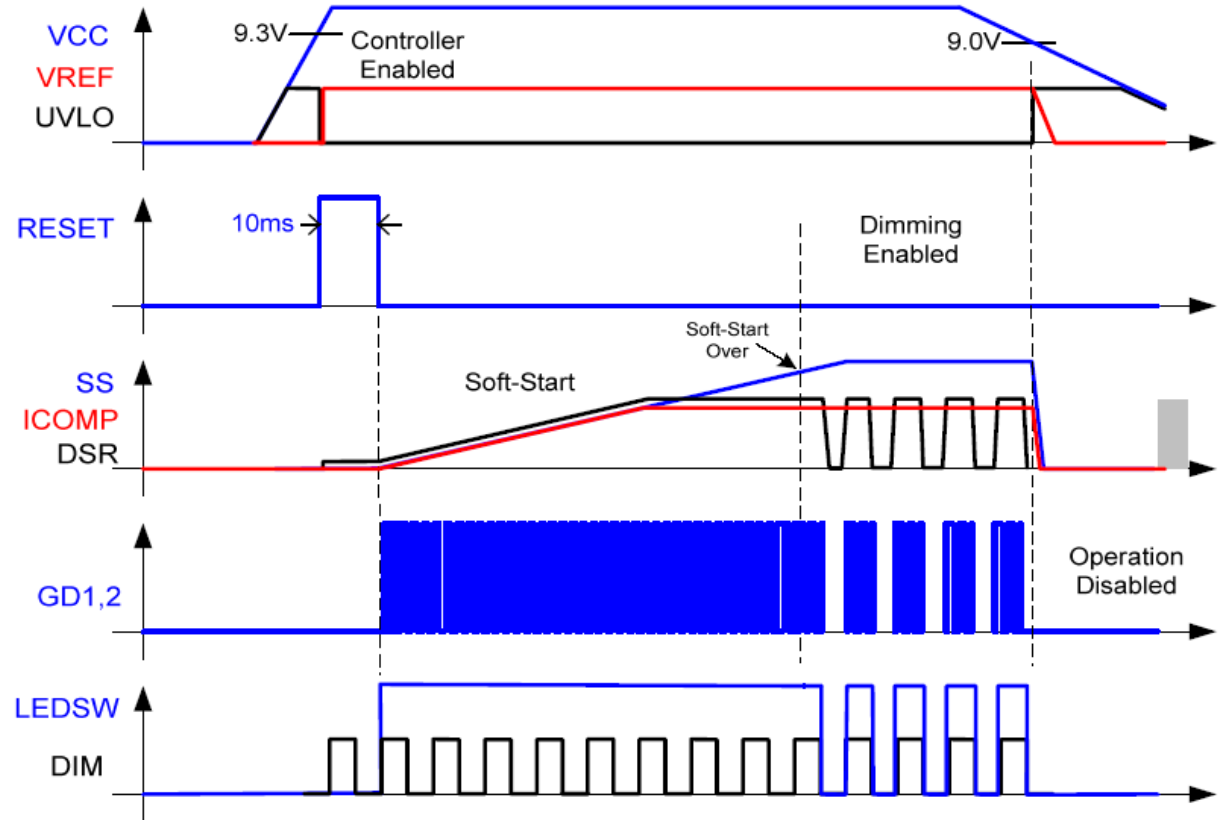 VCC
VREF
UVLO
9.3V
Controller
Enabled
9.0V
RESET
10ms
Dimming
Enabled
SS
ICOMP
DSR
Soft-Start
Soft-Start
Over
GD1,2
Operation
Disabled
LEDSW
DIM